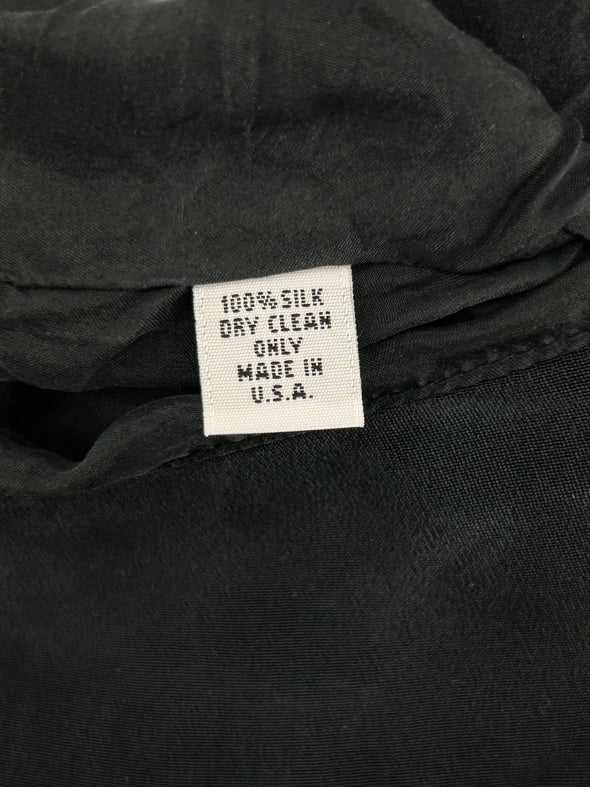 100% SILK
DRY CLEAN
ONLY
MADE IN
U.S.A.